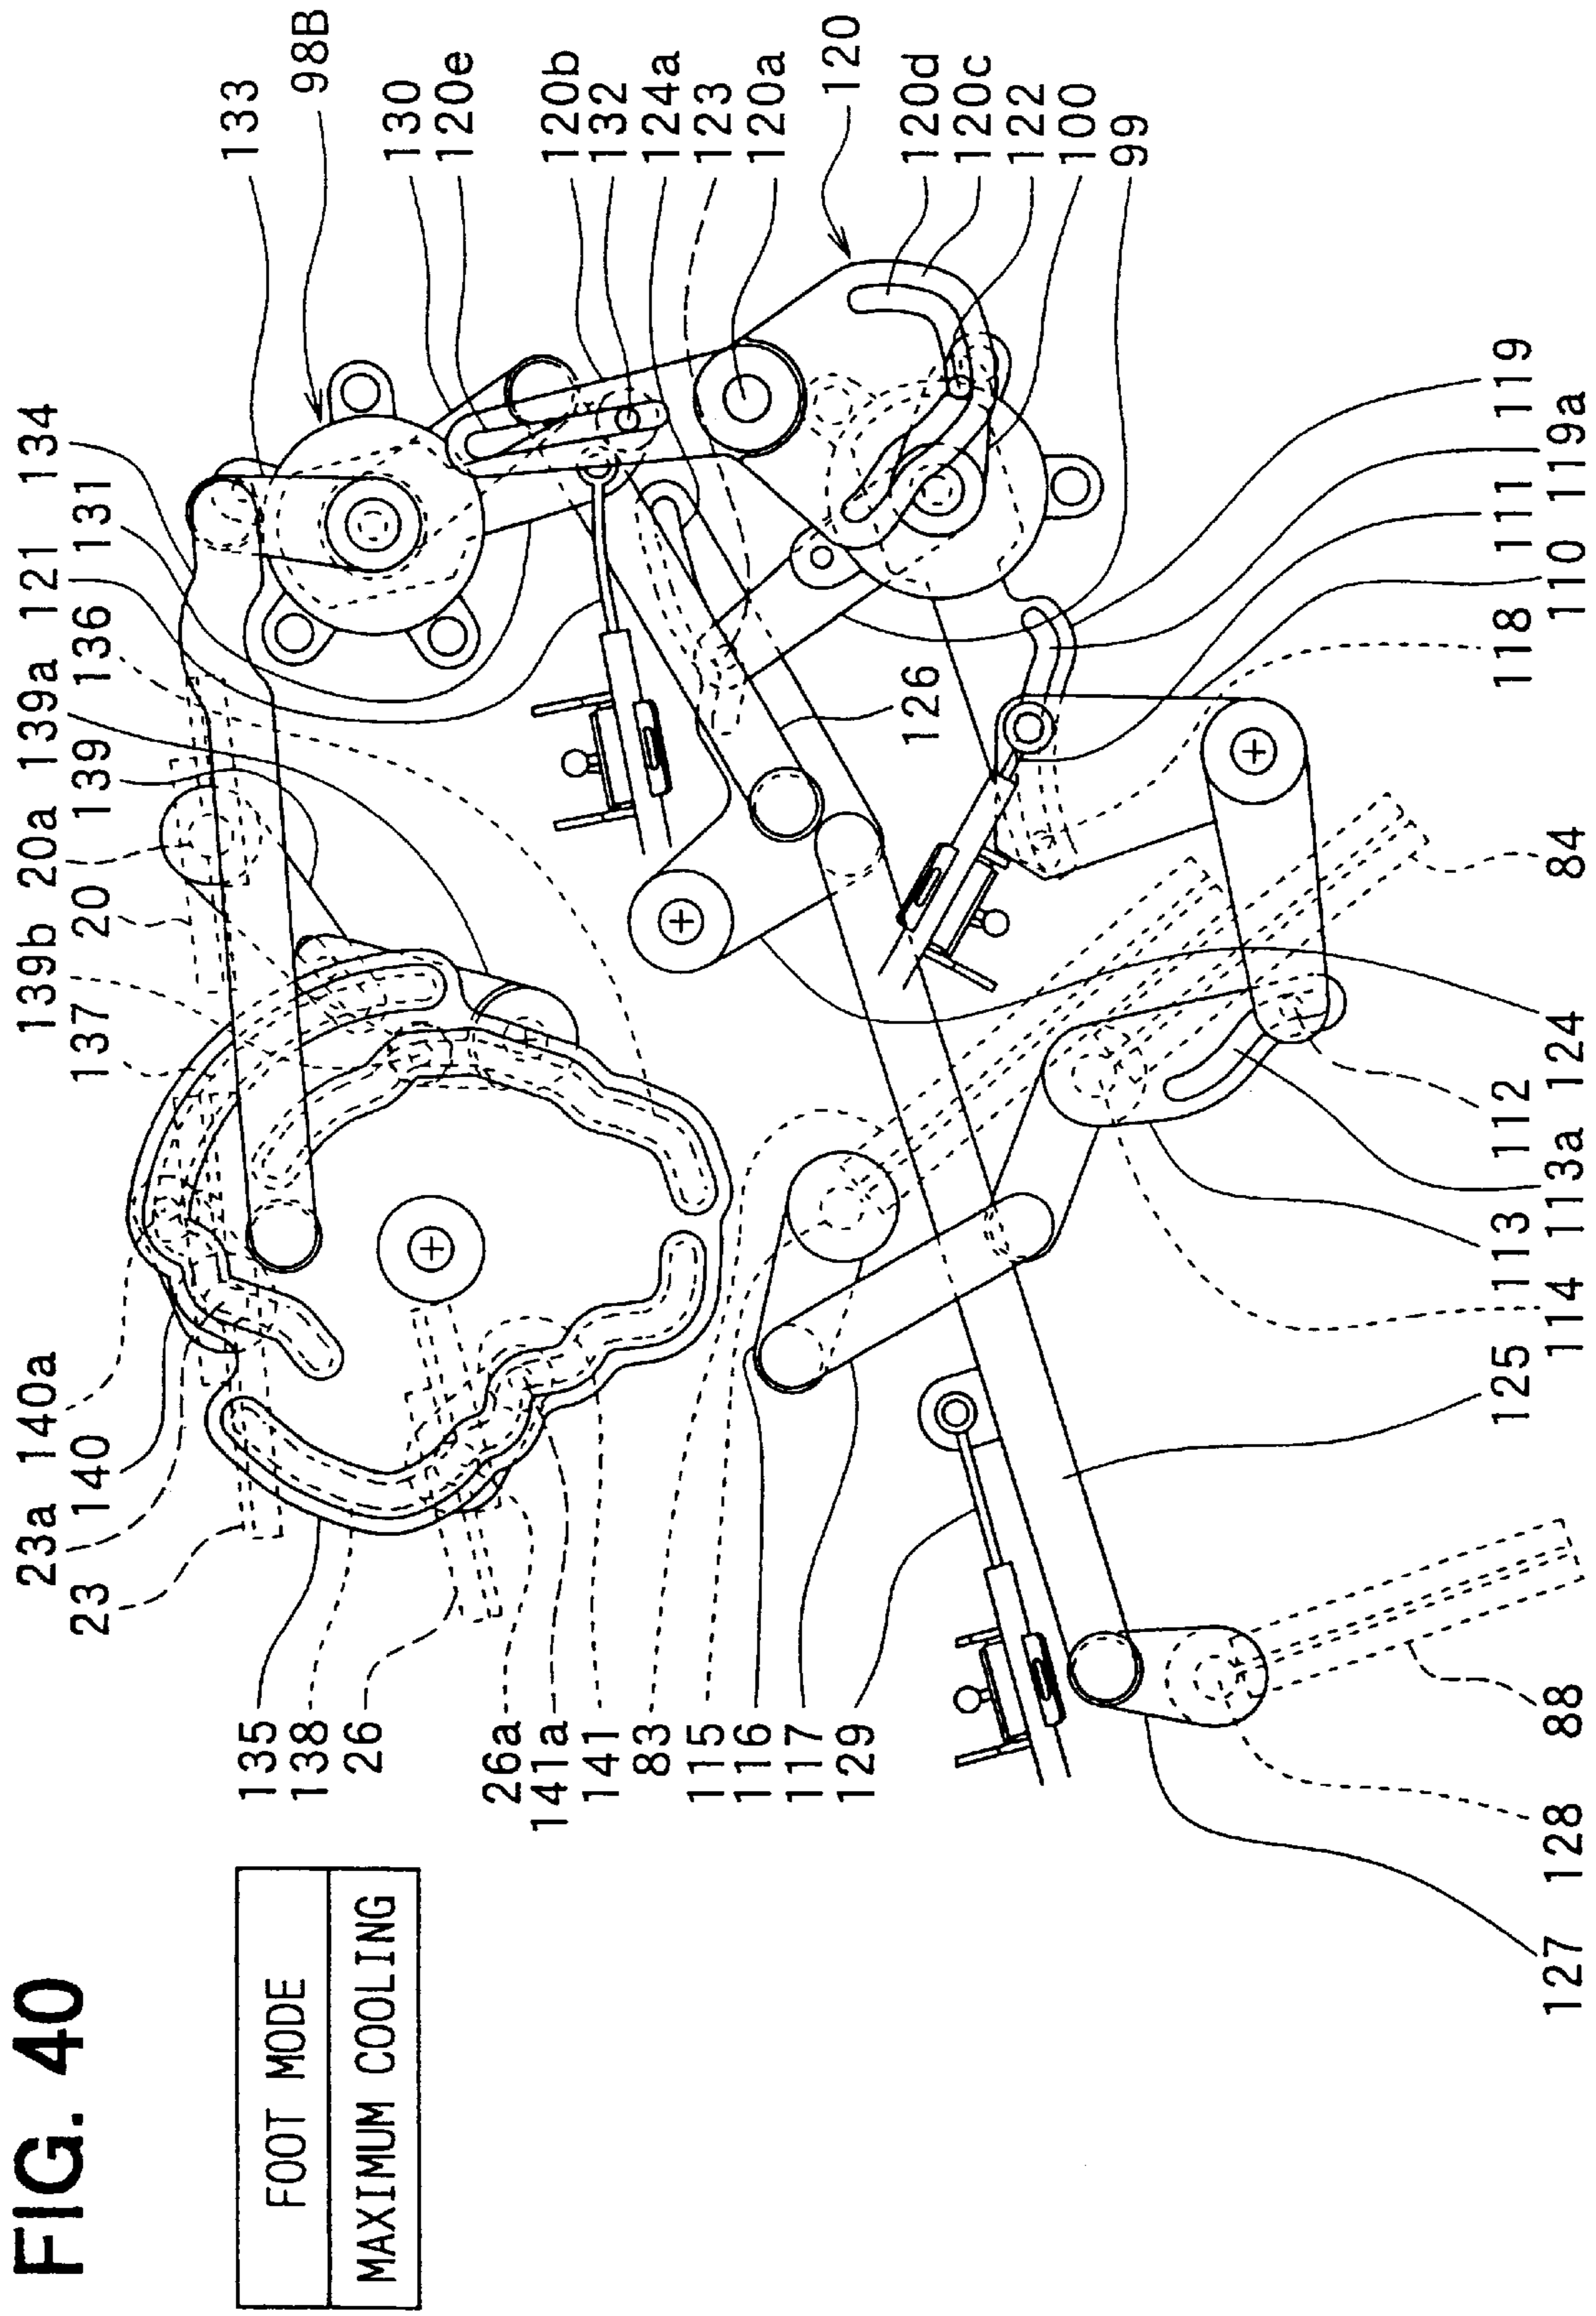 FIG. 40
FOOT MODE
MAXIMUM COOLING
23a 140a
23 140
139b 20a 139a 121 134
137 20 139 136 131
133
98B
130
120e
120b
132
124a
123
120a
120
120d
120c
122
100
99
135
138
26
26a
141a
141
83
115
116
117
129
126
119
119a
111
110
118
84
124
112
113a
113
114
125
88
128
127